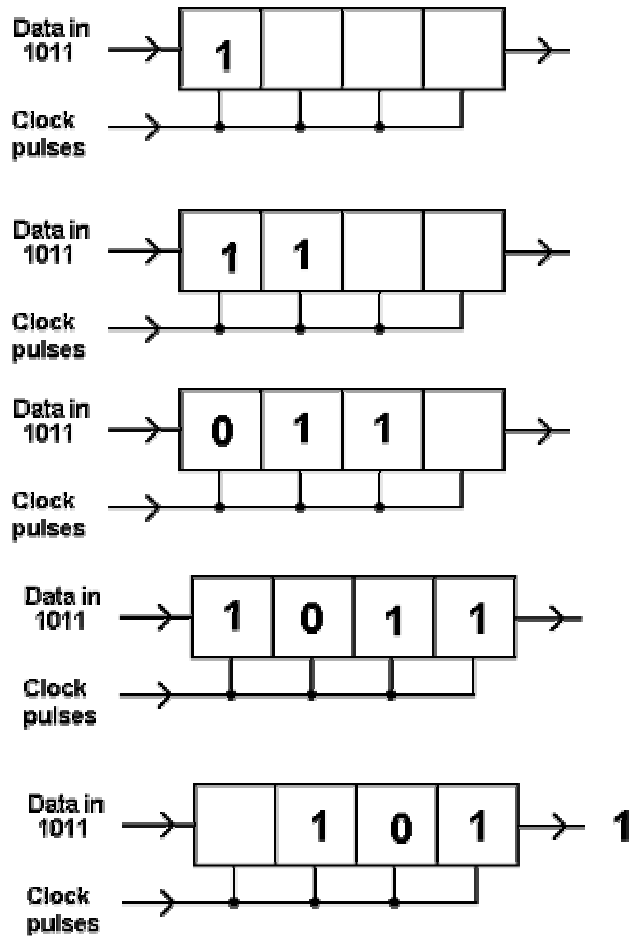 Data in
1011
1
Clock
pulses
Data in
1011
1 1
Clock
pulses
Data in
1011
0 1 1
Clock
pulses
Data in
1011
1 0 1 1
Clock
pulses
Data in
1011
1 0 1 1
Clock
pulses